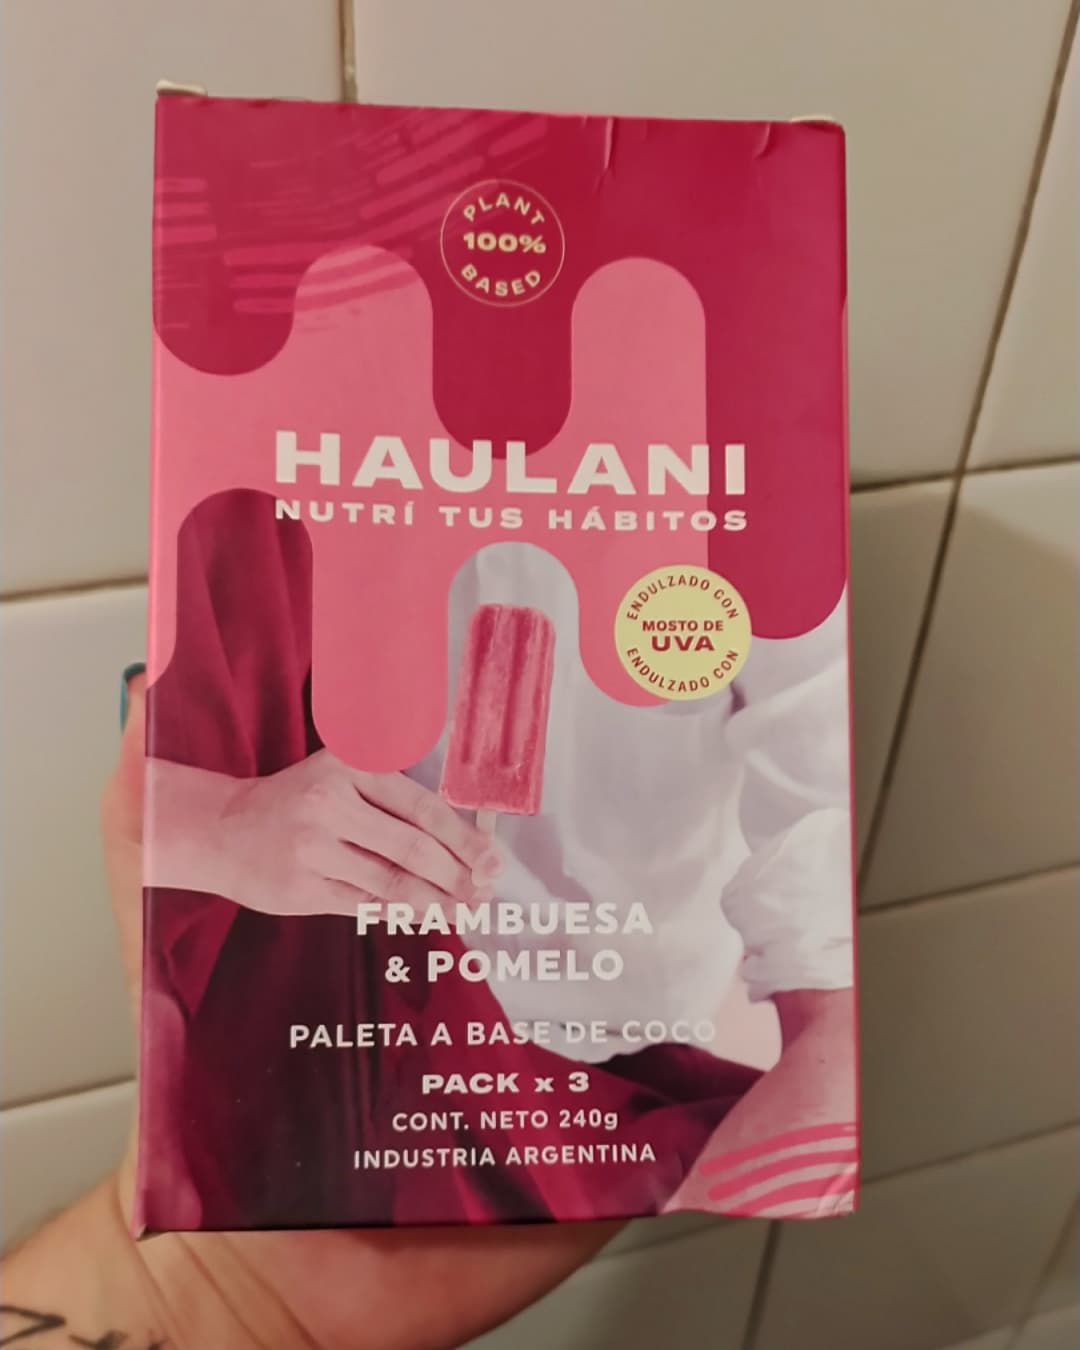 PLANT
100%
BASED
HAULANI
NUTRÍ TUS HÁBITOS
ENDULZADO CON
MOSTO DE
UVA
ENDULZADO CON
FRAMBUESA
& POMELO
PALETA A BASE DE COCO
PACK x 3
CONT. NETO 240g
INDUSTRIA ARGENTINA